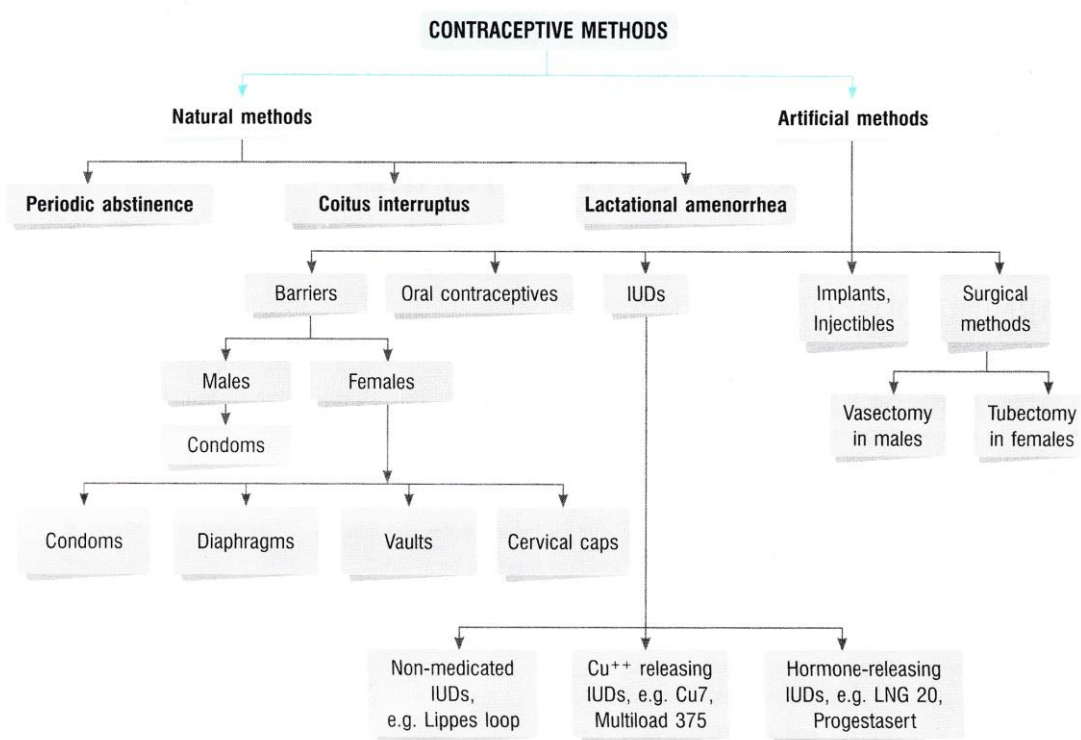 CONTRACEPTIVE METHODS
Natural methods
Artificial methods
Periodic abstinence
Coitus interruptus
Lactational amenorrhea
Barriers
Oral contraceptives
IUDs
Implants,
Injectibles
Surgical
methods
Males
Females
Vasectomy
in males
Tubectomy
in females
Condoms
Condoms
Diaphragms
Vaults
Cervical caps
Non-medicated
IUDs,
e.g. Lippes loop
Cu⁺⁺ releasing
IUDs, e.g. Cu7,
Multiload 375
Hormone-releasing
IUDs, e.g. LNG 20,
Progestasert